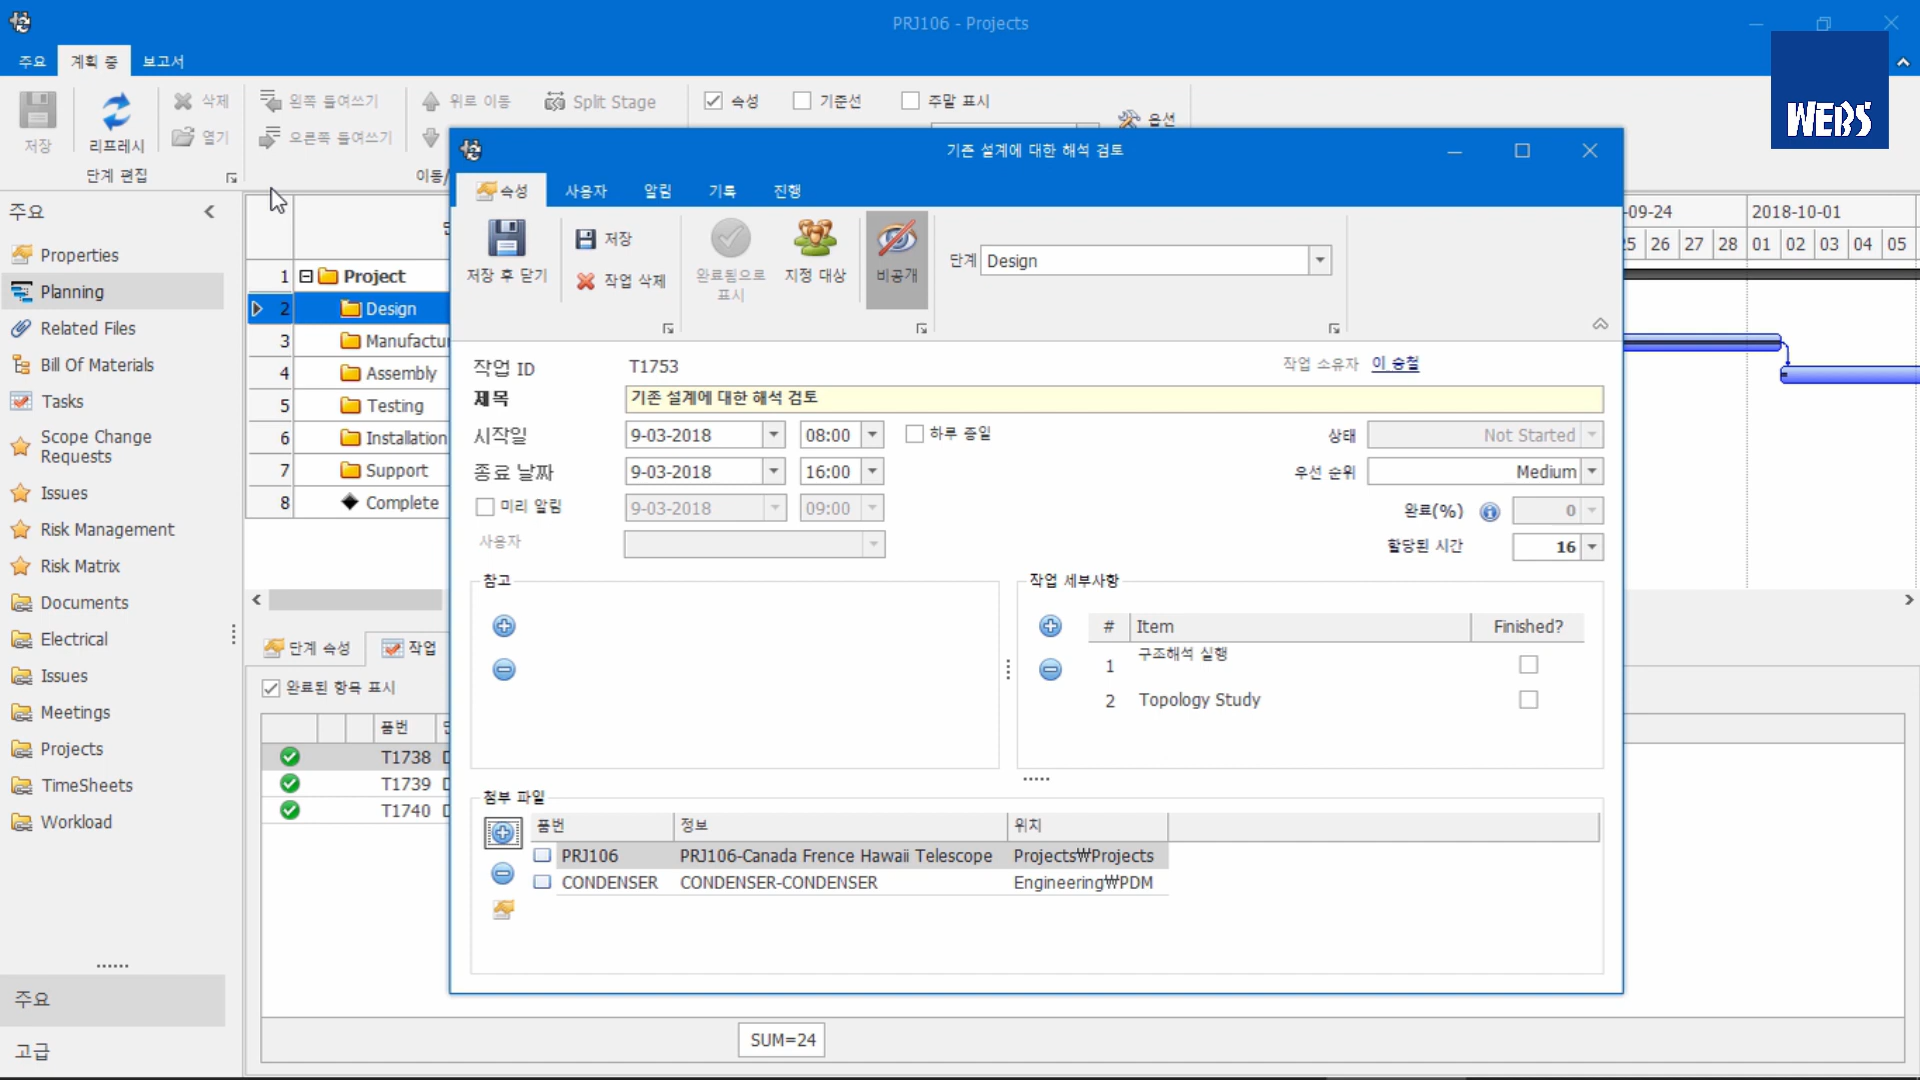 PRJ106 - Projects
주요 계획 중 보고서
WEBS
저장 리프레시 삭제 열기 왼쪽 들여쓰기 오른쪽 들여쓰기 위로 이동 Split Stage 속성 기준선 주말 표시 옵션
단계 편집 이동/
주요
Properties
Planning
Related Files
Bill Of Materials
Tasks
Scope Change
Requests
Issues
Risk Management
Risk Matrix
Documents
Electrical
Issues
Meetings
Projects
TimeSheets
Workload
주요
고급
1 Project
2 Design
3 Manufactu
4 Assembly
5 Testing
6 Installation
7 Support
8 Complete
-09-24 2018-10-01
25 26 27 28 01 02 03 04 05
단계 속성 작업
완료된 항목 표시
품번
T1738
T1739
T1740
SUM=24
기존 설계에 대한 해석 검토
속성 사용자 알림 기록 진행
저장 후 닫기 저장 작업 삭제 완료됨으로 표시 지정 대상 비공개 단계 Design
작업 ID T1753 작업 소유자 이 승철
제목 기존 설계에 대한 해석 검토
시작일 9-03-2018 08:00 하루 종일 상태 Not Started
종료 날짜 9-03-2018 16:00 우선 순위 Medium
미리 알림 9-03-2018 09:00 완료(%) 0
사용자 할당된 시간 16
참고 작업 세부사항
# Item Finished?
1 구조해석 실행
2 Topology Study
첨부 파일
품번 정보 위치
PRJ106 PRJ106-Canada Frence Hawaii Telescope Projects₩Projects
CONDENSER CONDENSER-CONDENSER Engineering₩PDM